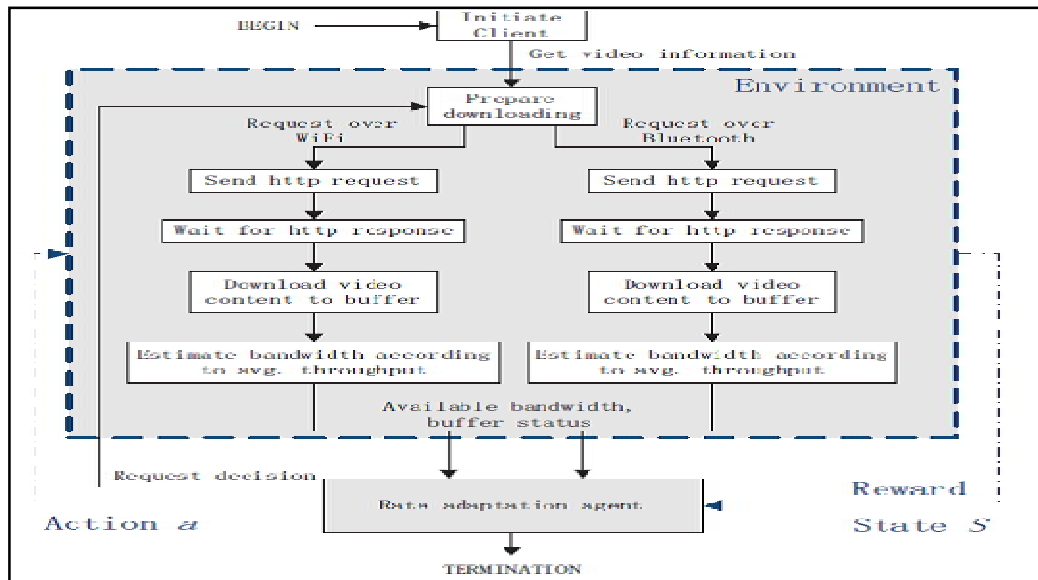 BEGIN
Initiate
Client
Get video information
Environment
Prepare
downloading
Request over
WiFi
Request over
Bluetooth
Send http request
Send http request
Wait for http response
Wait for http response
Download video
content to buffer
Download video
content to buffer
Estimate bandwidth according
to avg. throughput
Estimate bandwidth according
to avg. throughput
Available bandwidth,
buffer status
Request decision
Rate adaptation agent
Reward
Action a
State S
TERMINATION